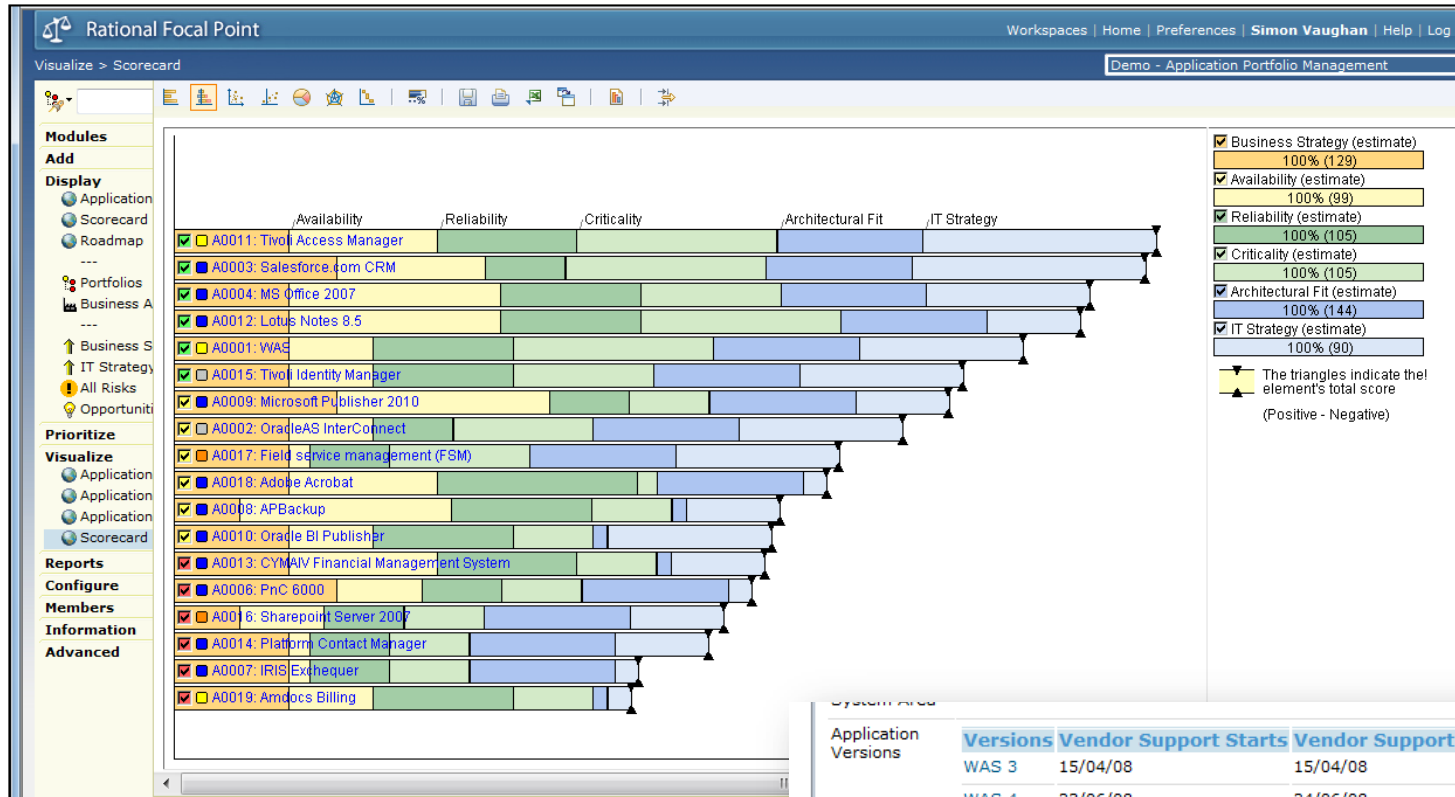 Rational Focal Point
Workspaces | Home | Preferences | Simon Vaughan | Help | Log
Visualize > Scorecard
Demo - Application Portfolio Management
Modules
Add
Display
Application
Scorecard
Roadmap
---
Portfolios
Business A
---
Business S
IT Strategy
All Risks
Opportuniti
Prioritize
Visualize
Application
Application
Application
Scorecard
Reports
Configure
Members
Information
Advanced
Availability Reliability Criticality Architectural Fit IT Strategy
A0011: Tivoli Access Manager
A0003: Salesforce.com CRM
A0004: MS Office 2007
A0012: Lotus Notes 8.5
A0001: WAS
A0015: Tivoli Identity Manager
A0009: Microsoft Publisher 2010
A0002: OracleAS InterConnect
A0017: Field service management (FSM)
A0018: Adobe Acrobat
A0008: APBackup
A0010: Oracle BI Publisher
A0013: CYMAIV Financial Management System
A0006: PnC 6000
A0016: Sharepoint Server 2007
A0014: Platform Contact Manager
A0007: IRIS Exchequer
A0019: Amdocs Billing
Business Strategy (estimate)
100% (129)
Availability (estimate)
100% (99)
Reliability (estimate)
100% (105)
Criticality (estimate)
100% (105)
Architectural Fit (estimate)
100% (144)
IT Strategy (estimate)
100% (90)
The triangles indicate the!
element's total score
(Positive - Negative)
System Area
Application
Versions
Versions Vendor Support Starts Vendor Support
WAS 3 15/04/08 15/04/08